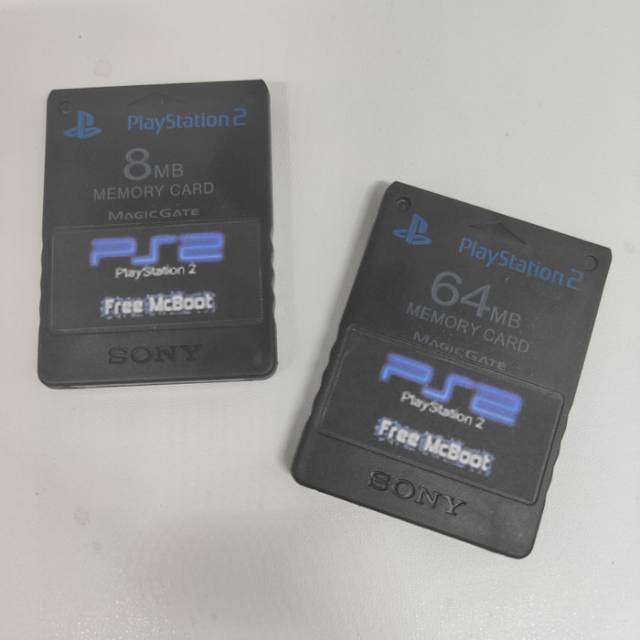 PlayStation 2
8MB
MEMORY CARD
MAGICGATE
PS2
PlayStation 2
Free McBoot
SONY
PlayStation 2
64MB
MEMORY CARD
MAGICGATE
PS2
PlayStation 2
Free McBoot
SONY